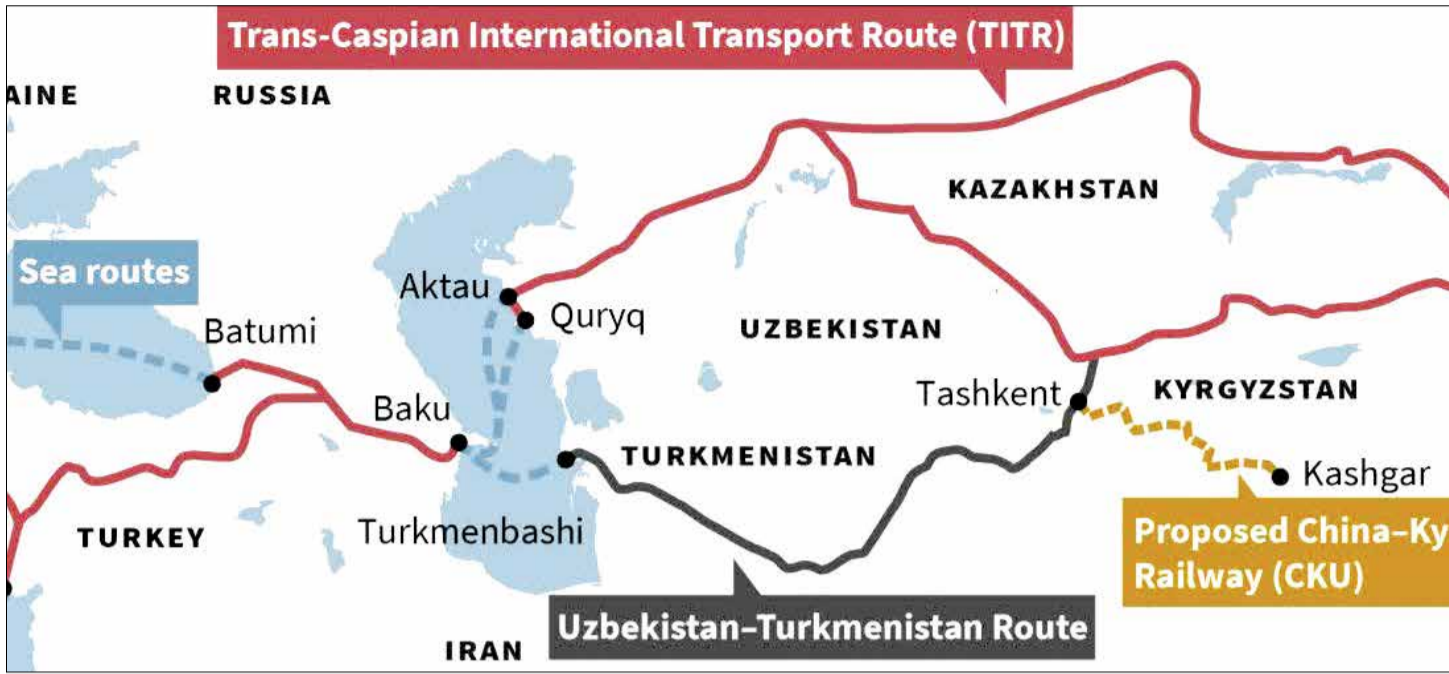 Trans-Caspian International Transport Route (TITR)
AINE
RUSSIA
KAZAKHSTAN
Sea routes
Aktau
Quryq
Batumi
UZBEKISTAN
Baku
Tashkent
KYRGYZSTAN
TURKMENISTAN
Kashgar
TURKEY
Turkmenbashi
Proposed China–Ky
Railway (CKU)
Uzbekistan–Turkmenistan Route
IRAN